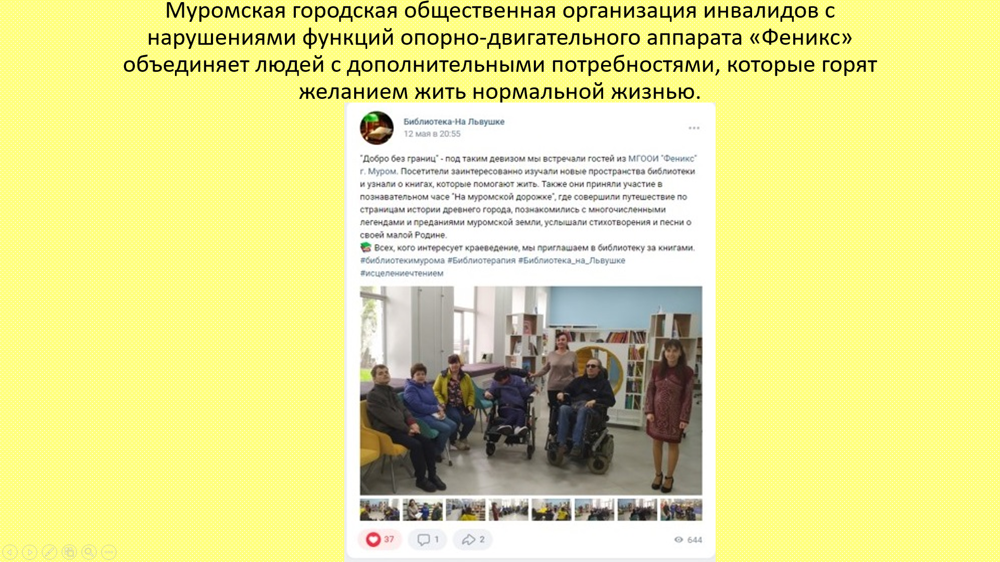 Муромская городская общественная организация инвалидов с
нарушениями функций опорно-двигательного аппарата «Феникс»
объединяет людей с дополнительными потребностями, которые горят
желанием жить нормальной жизнью.
Библиотека-На Львушке
12 мая в 20:55
"Добро без границ" - под таким девизом мы встречали гостей из МГООИ "Феникс"
г. Муром. Посетители заинтересованно изучали новые пространства библиотеки
и узнали о книгах, которые помогают жить. Также они приняли участие в
познавательном часе "На муромской дорожке", где совершили путешествие по
страницам истории древнего города, познакомились с многочисленными
легендами и преданиями муромской земли, услышали стихотворения и песни о
своей малой Родине.
Всех, кого интересует краеведение, мы приглашаем в библиотеку за книгами.
#библиотекимурома #Библиотерапия #Библиотека_на_Львушке
#исцелениечтением
37 1 2 644